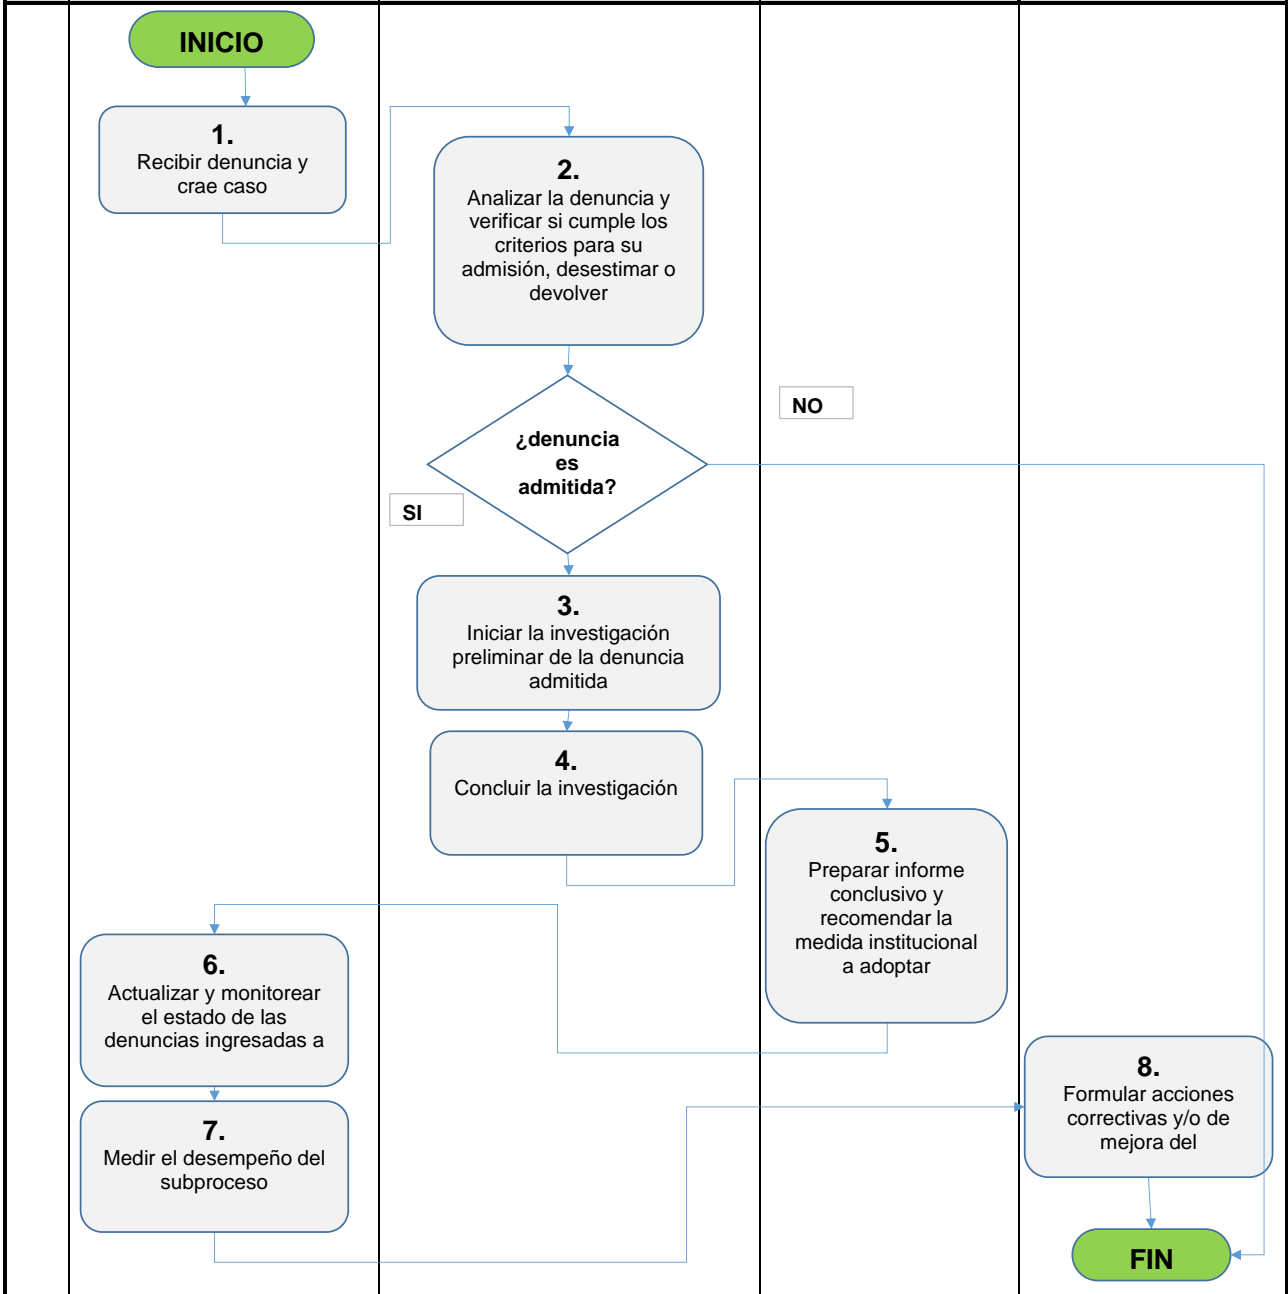 INICIO
1.
Recibir denuncia y
crae caso
2.
Analizar la denuncia y
verificar si cumple los
criterios para su
admisión, desestimar o
devolver
NO
¿denuncia
es
admitida?
SI
3.
Iniciar la investigación
preliminar de la denuncia
admitida
4.
Concluir la investigación
5.
Preparar informe
conclusivo y
recomendar la
medida institucional
a adoptar
6.
Actualizar y monitorear
el estado de las
denuncias ingresadas a
7.
Medir el desempeño del
subproceso
8.
Formular acciones
correctivas y/o de
mejora del
FIN